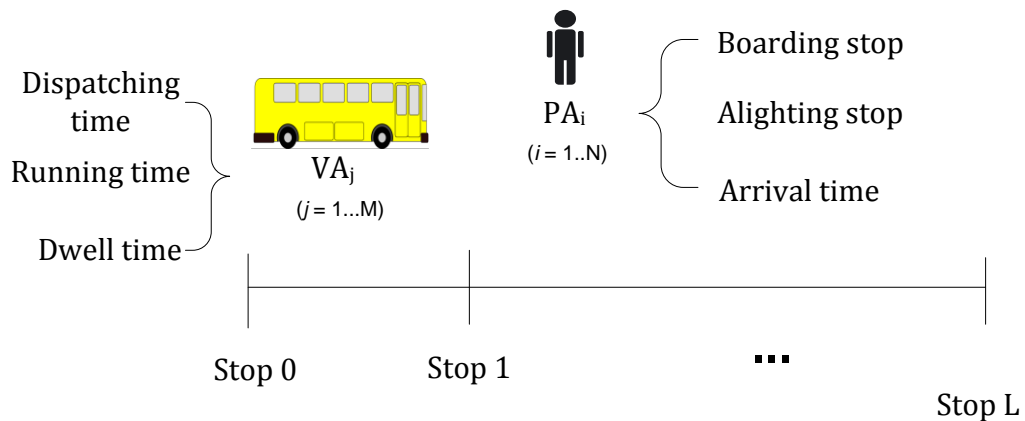 Dispatching
time
Running time
Dwell time
VAj
(j = 1...M)
PAi
(i = 1..N)
Boarding stop
Alighting stop
Arrival time
Stop 0
Stop 1
...
Stop L